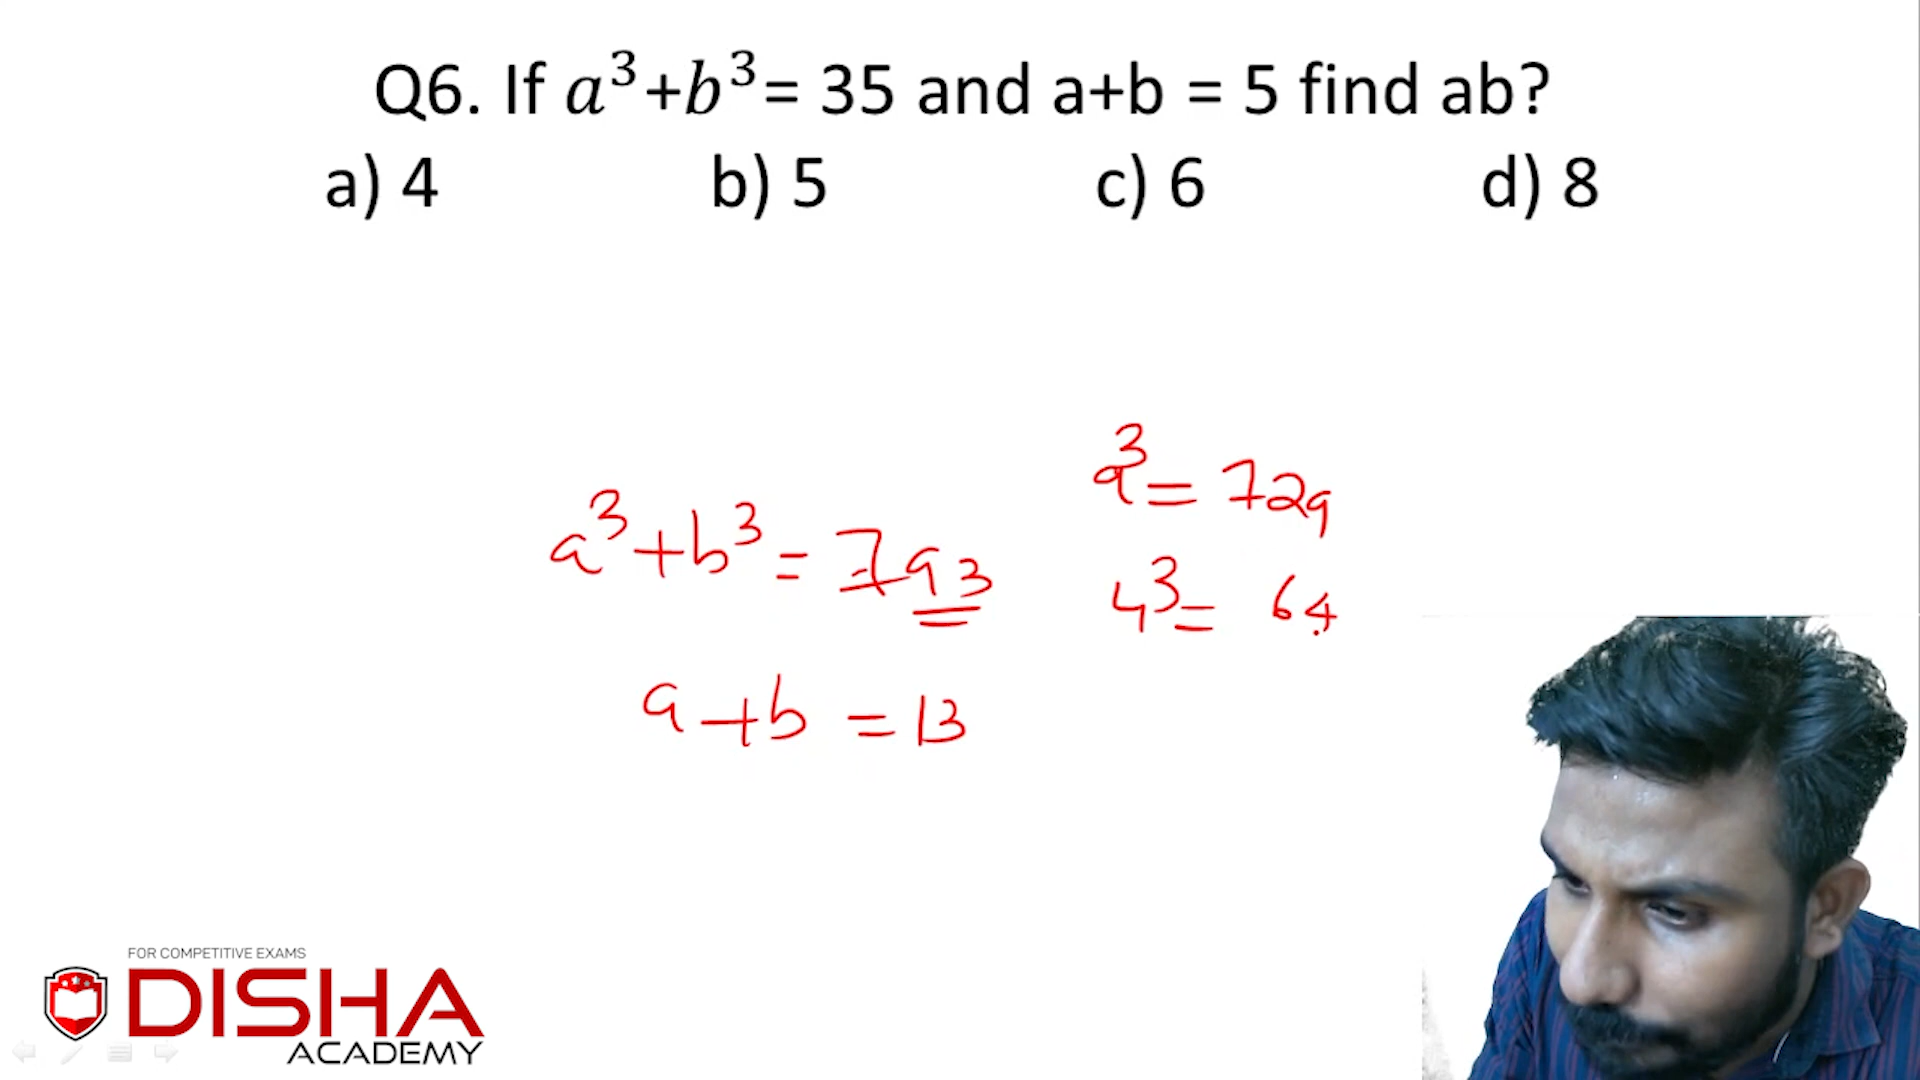 Q6. If a³+b³= 35 and a+b = 5 find ab?
a) 4 b) 5 c) 6 d) 8
a³+b³ = 793
9³ = 729
4³ = 64
a+b = 13
FOR COMPETITIVE EXAMS
DISHA
ACADEMY